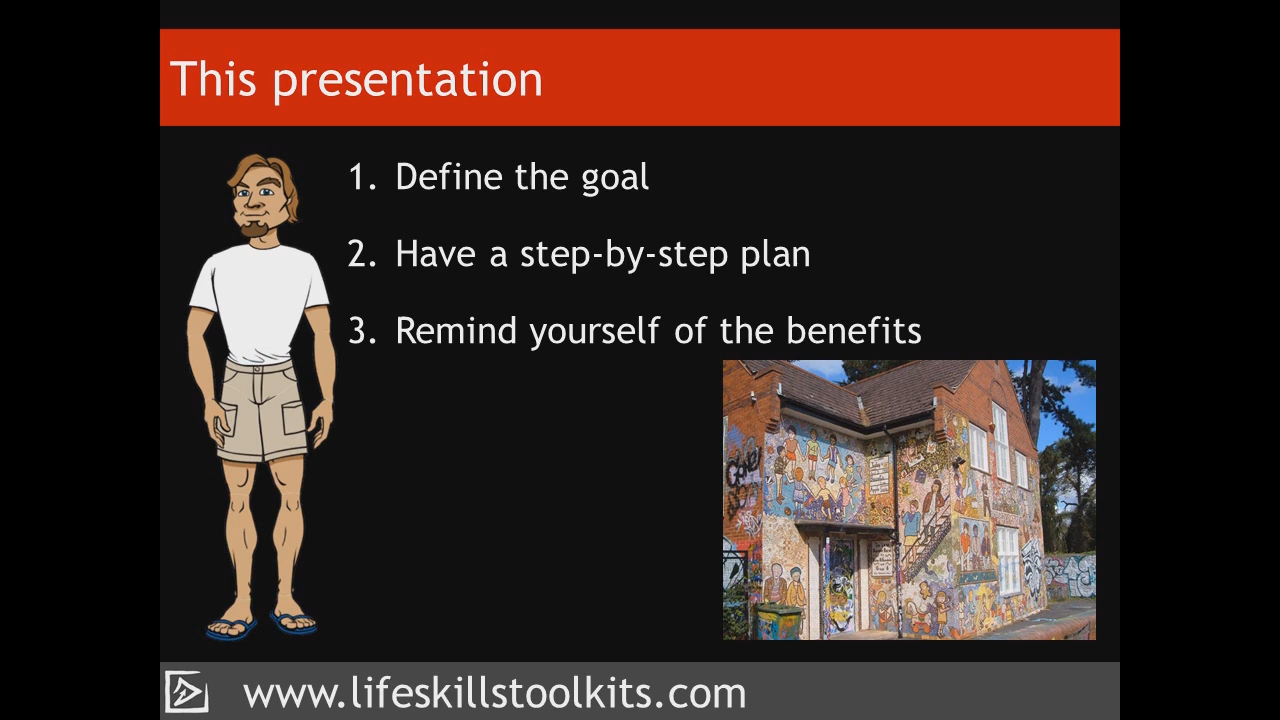 This presentation
1. Define the goal
2. Have a step-by-step plan
3. Remind yourself of the benefits
www.lifeskillstoolkits.com